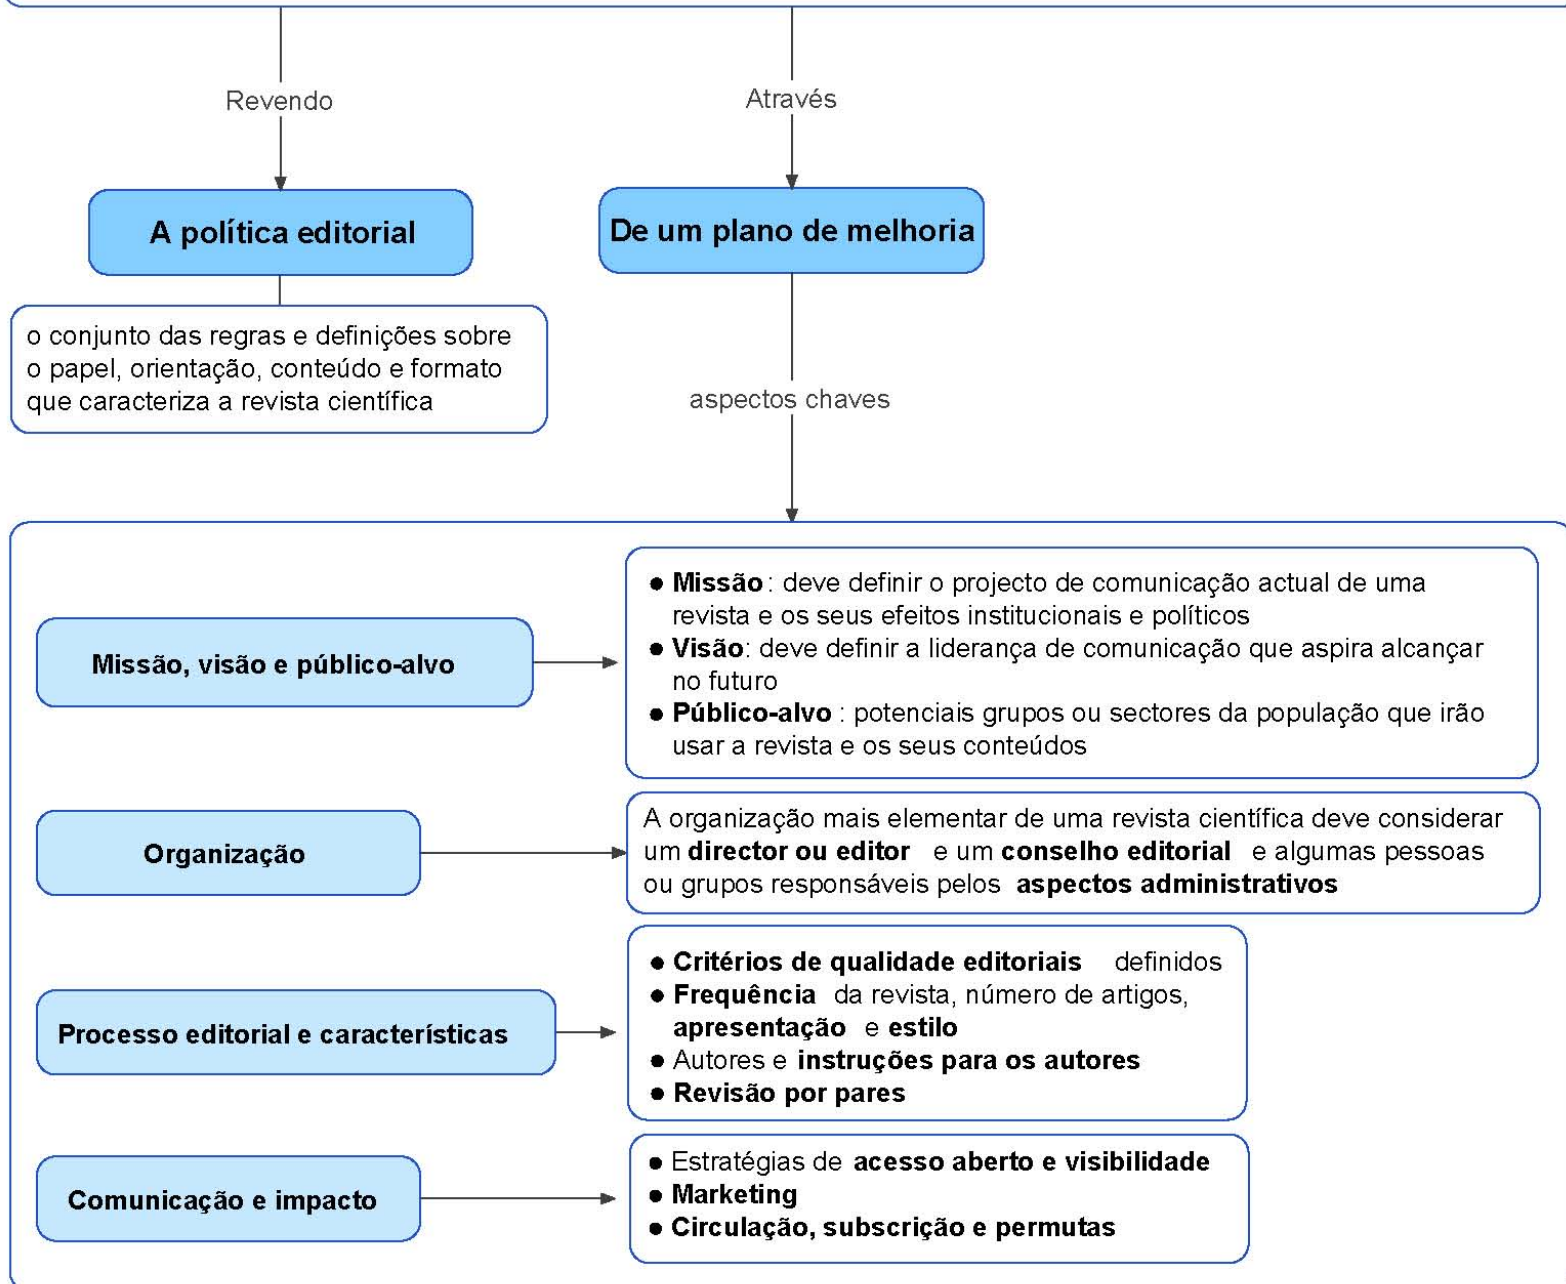 Revendo
Através
A política editorial
De um plano de melhoria
o conjunto das regras e definições sobre
o papel, orientação, conteúdo e formato
que caracteriza a revista científica
aspectos chaves
Missão, visão e público-alvo
● Missão : deve definir o projecto de comunicação actual de uma
revista e os seus efeitos institucionais e políticos
● Visão: deve definir a liderança de comunicação que aspira alcançar
no futuro
● Público-alvo : potenciais grupos ou sectores da população que irão
usar a revista e os seus conteúdos
Organização
A organização mais elementar de uma revista científica deve considerar
um director ou editor e um conselho editorial e algumas pessoas
ou grupos responsáveis pelos aspectos administrativos
Processo editorial e características
● Critérios de qualidade editoriais definidos
● Frequência da revista, número de artigos,
apresentação e estilo
● Autores e instruções para os autores
● Revisão por pares
Comunicação e impacto
● Estratégias de acesso aberto e visibilidade
● Marketing
● Circulação, subscrição e permutas